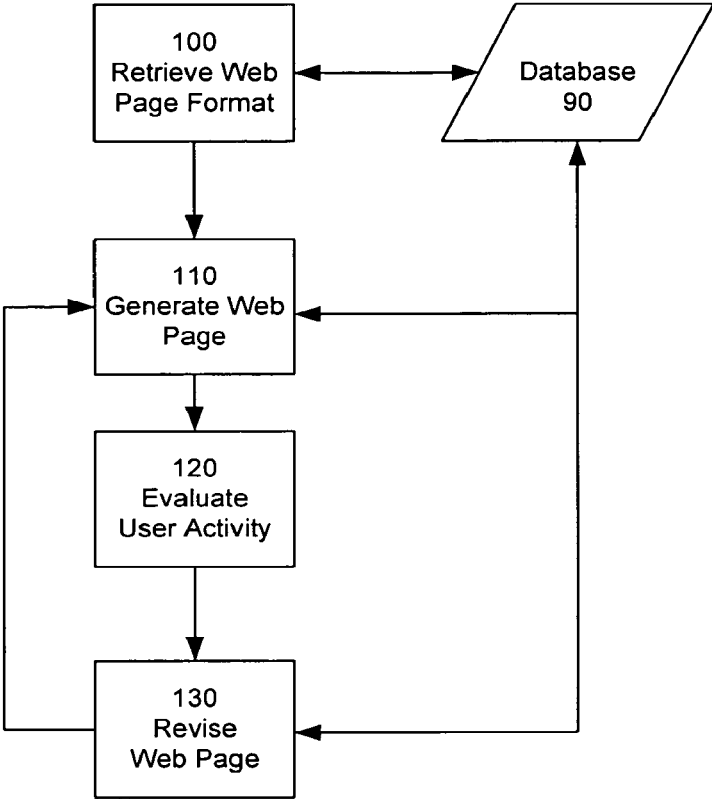 100
Retrieve Web
Page Format
Database
90
110
Generate Web
Page
120
Evaluate
User Activity
130
Revise
Web Page